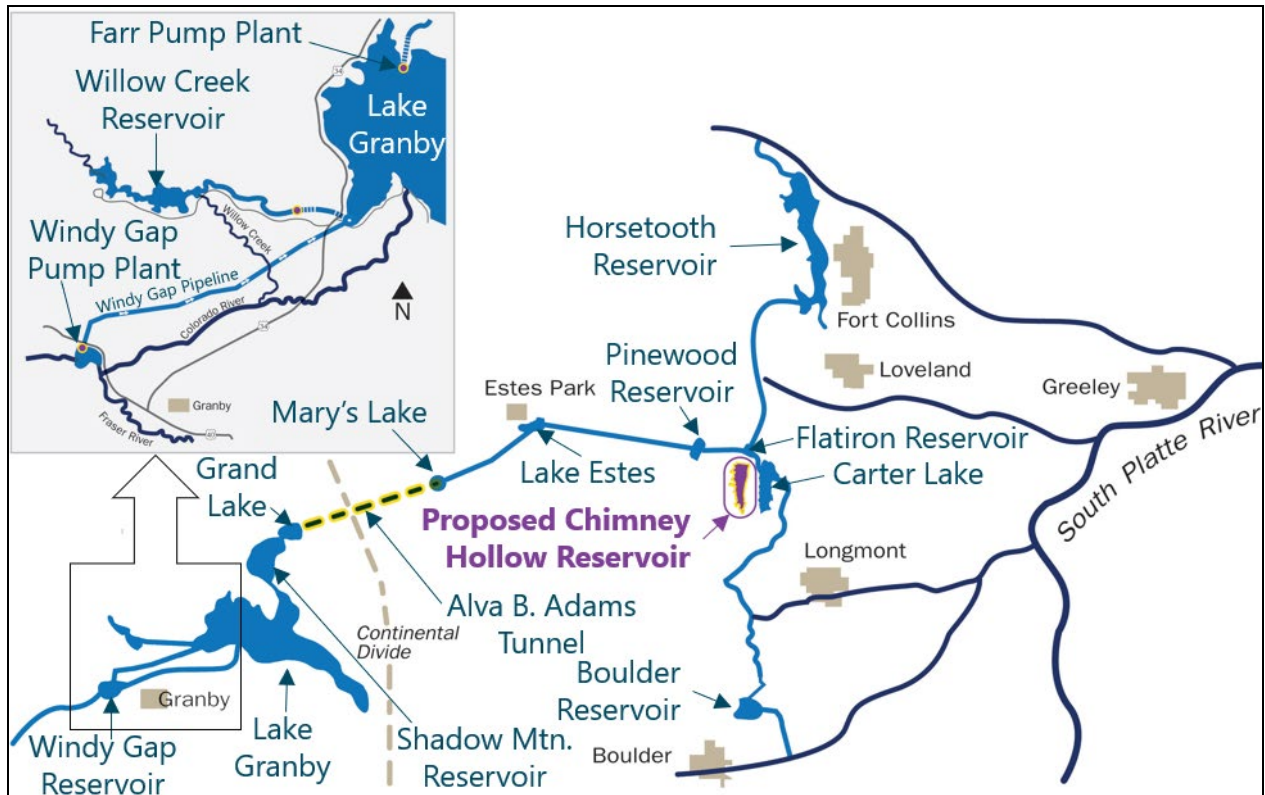 Farr Pump Plant
Willow Creek
Reservoir
34
Lake
Granby
Windy Gap
Pump Plant
Willow Creek
Windy Gap Pipeline
Colorado River
34
N
Granby
Fraser River
40
Horsetooth
Reservoir
Fort Collins
Pinewood
Reservoir
Loveland
Greeley
Estes Park
Mary's Lake
Flatiron Reservoir
Lake Estes
Carter Lake
South Platte River
Grand
Lake
Proposed Chimney
Hollow Reservoir
Longmont
Alva B. Adams
Tunnel
Continental
Divide
Boulder
Reservoir
Granby
Windy Gap
Reservoir
Lake
Granby
Shadow Mtn.
Reservoir
Boulder